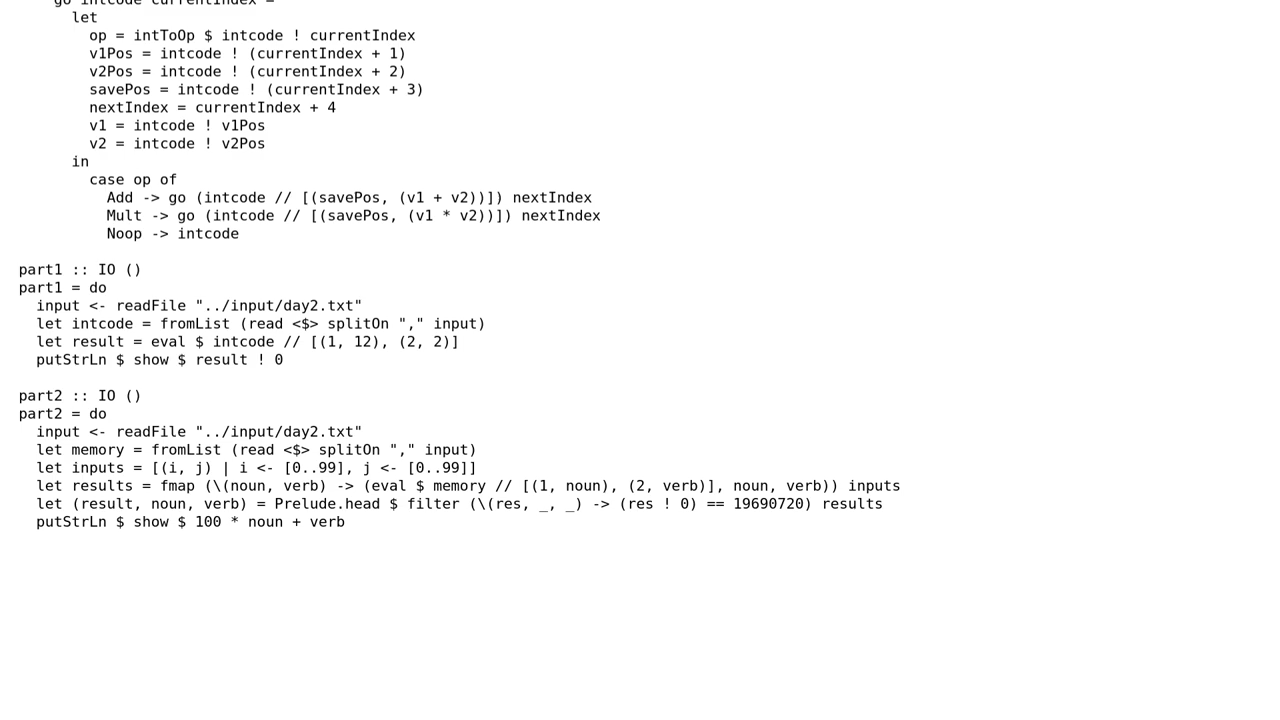 go intcode currentIndex =
let
op = intToOp $ intcode ! currentIndex
v1Pos = intcode ! (currentIndex + 1)
v2Pos = intcode ! (currentIndex + 2)
savePos = intcode ! (currentIndex + 3)
nextIndex = currentIndex + 4
v1 = intcode ! v1Pos
v2 = intcode ! v2Pos
in
case op of
Add -> go (intcode // [(savePos, (v1 + v2))]) nextIndex
Mult -> go (intcode // [(savePos, (v1 * v2))]) nextIndex
Noop -> intcode
part1 :: IO ()
part1 = do
input <- readFile "../input/day2.txt"
let intcode = fromList (read <$> splitOn "," input)
let result = eval $ intcode // [(1, 12), (2, 2)]
putStrLn $ show $ result ! 0
part2 :: IO ()
part2 = do
input <- readFile "../input/day2.txt"
let memory = fromList (read <$> splitOn "," input)
let inputs = [(i, j) | i <- [0..99], j <- [0..99]]
let results = fmap (\(noun, verb) -> (eval $ memory // [(1, noun), (2, verb)], noun, verb)) inputs
let (result, noun, verb) = Prelude.head $ filter (\(res, _, _) -> (res ! 0) == 19690720) results
putStrLn $ show $ 100 * noun + verb